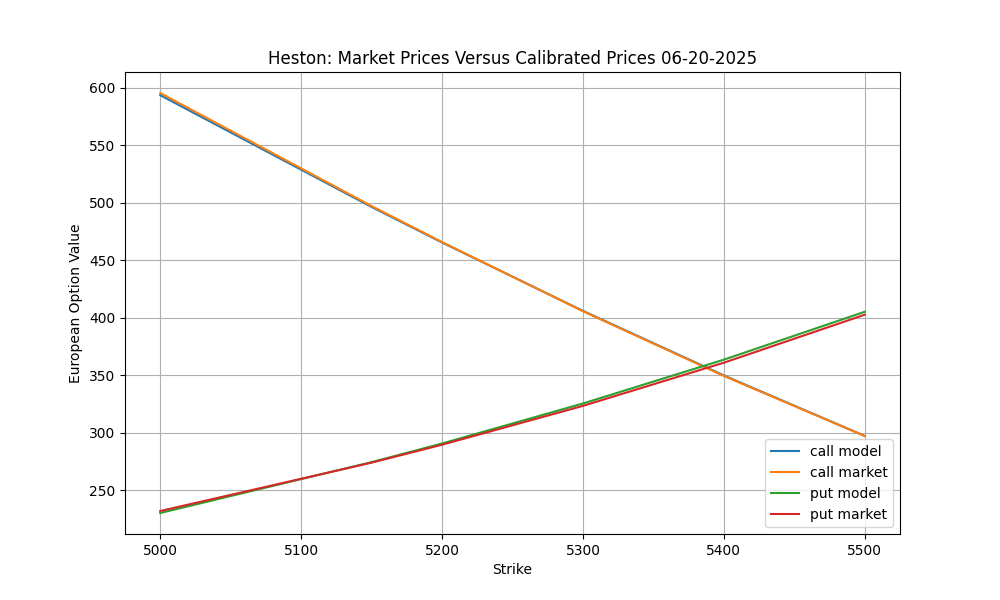 Heston: Market Prices Versus Calibrated Prices 06-20-2025
European Option Value
600
550
500
450
400
350
300
250
5000
5100
5200
5300
5400
5500
Strike
call model
call market
put model
put market